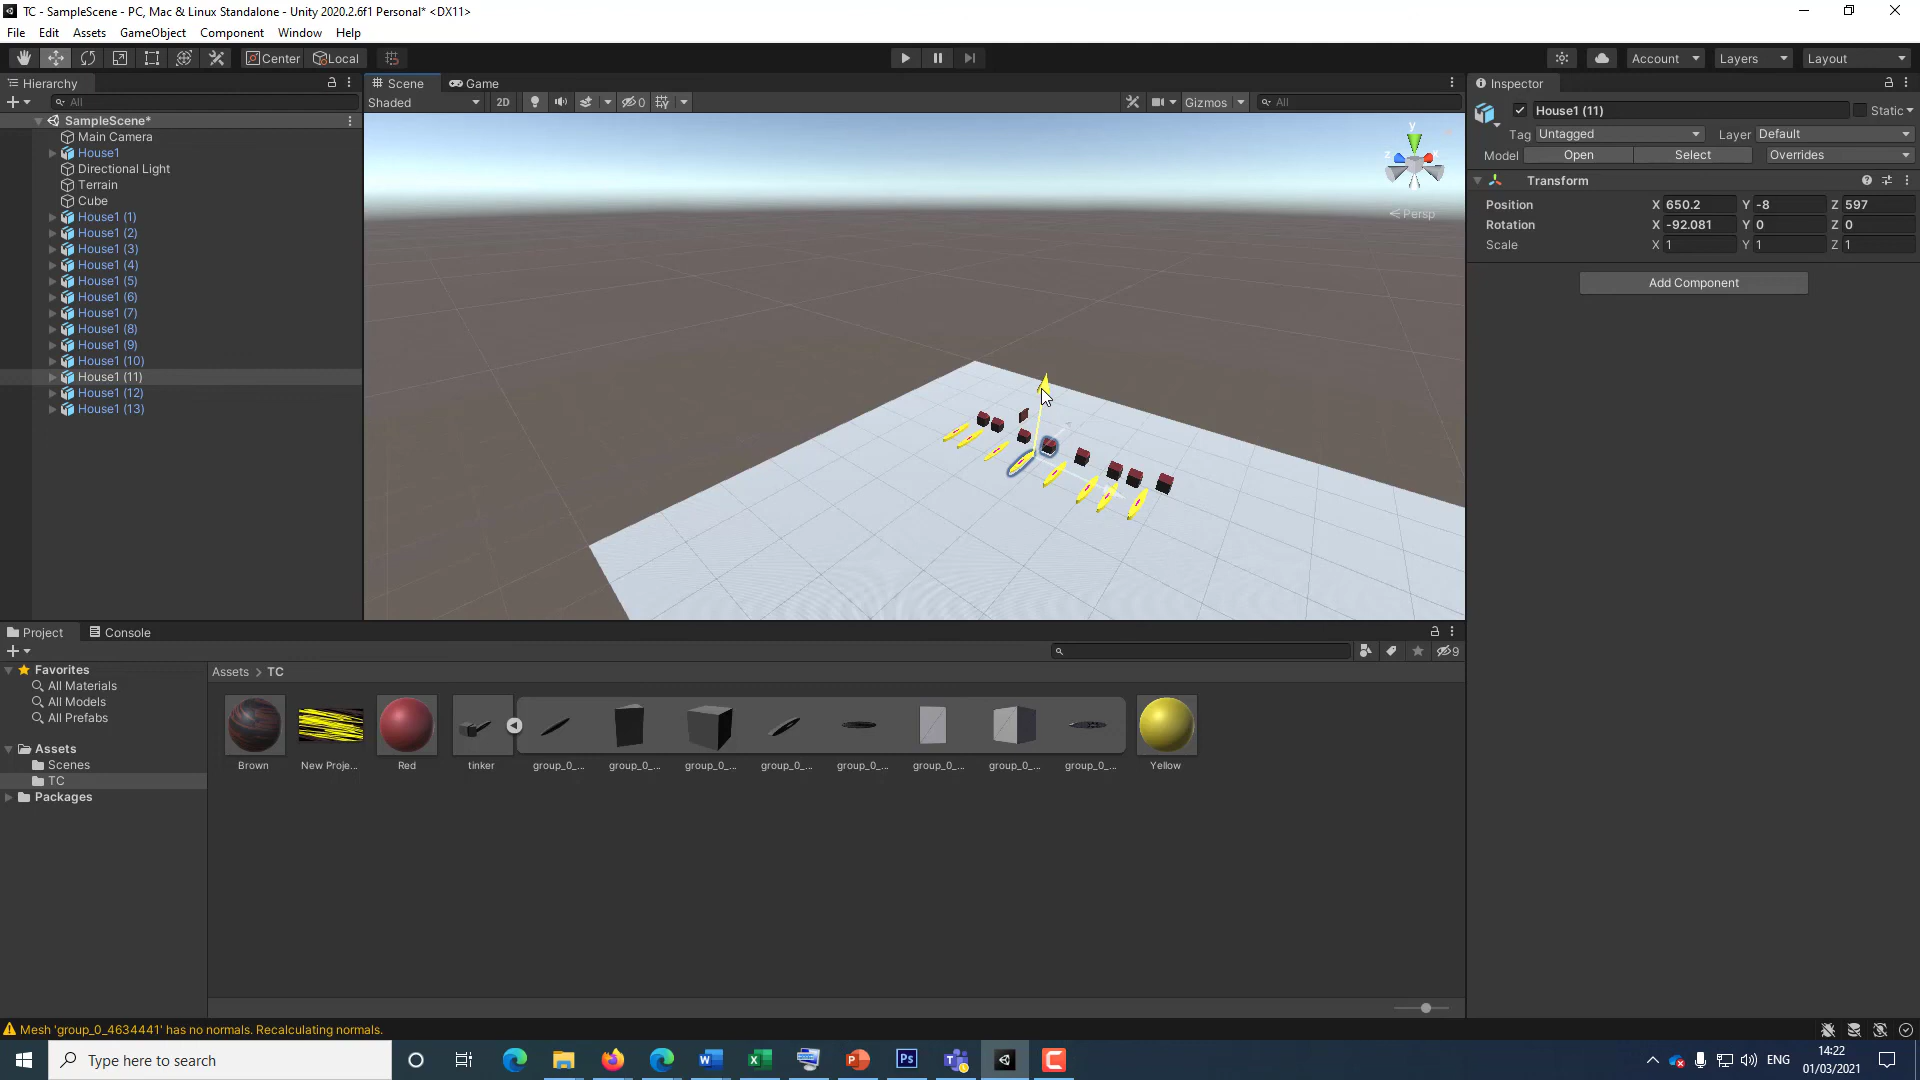 TC - SampleScene - PC, Mac & Linux Standalone - Unity 2020.2.6f1 Personal* <DX11>
File Edit Assets GameObject Component Window Help
Center Local Account Layers Layout
Hierarchy
All
SampleScene*
Main Camera
House1
Directional Light
Terrain
Cube
House1 (1)
House1 (2)
House1 (3)
House1 (4)
House1 (5)
House1 (6)
House1 (7)
House1 (8)
House1 (9)
House1 (10)
House1 (11)
House1 (12)
House1 (13)
Scene Game
Shaded 2D 0 Gizmos All
y
Persp
Inspector
House1 (11) Static
Tag Untagged Layer Default
Model Open Select Overrides
Transform
Position X 650.2 Y -8 Z 597
Rotation X -92.081 Y 0 Z 0
Scale X 1 Y 1 Z 1
Add Component
Project Console
9
Favorites
All Materials
All Models
All Prefabs
Assets
Scenes
TC
Packages
Assets > TC
Brown New Proje... Red tinker group_0_... group_0_... group_0_... group_0_... group_0_... group_0_... group_0_... group_0_... Yellow
Mesh 'group_0_4634441' has no normals. Recalculating normals.
Type here to search
ENG
14:22
01/03/2021